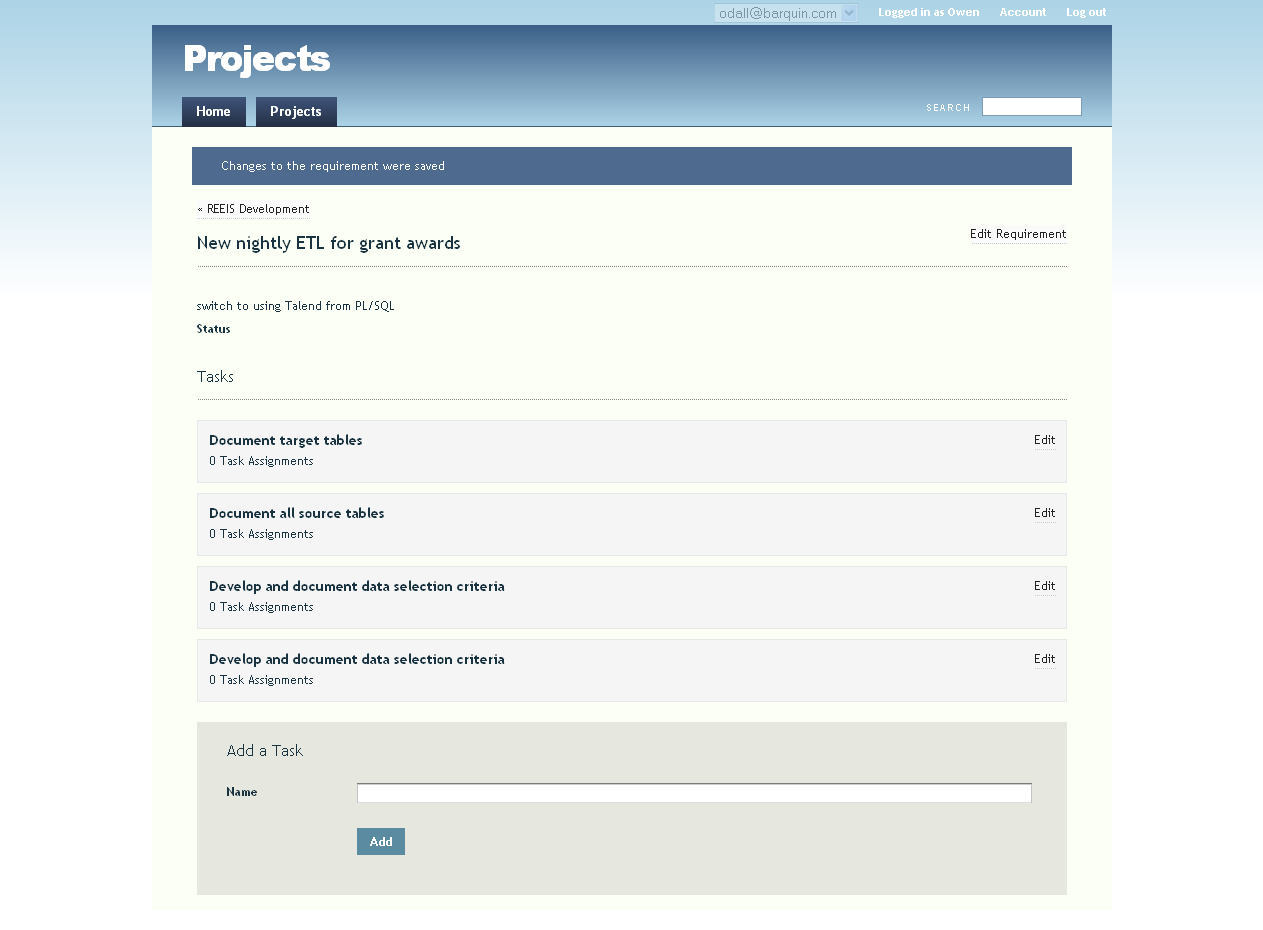 odall@barquin.com Logged in as Owen Account Log out
Projects
Home Projects SEARCH
Changes to the requirement were saved
« REEIS Development
New nightly ETL for grant awards Edit Requirement
switch to using Talend from PL/SQL
Status
Tasks
Document target tables Edit
0 Task Assignments
Document all source tables Edit
0 Task Assignments
Develop and document data selection criteria Edit
0 Task Assignments
Develop and document data selection criteria Edit
0 Task Assignments
Add a Task
Name
Add